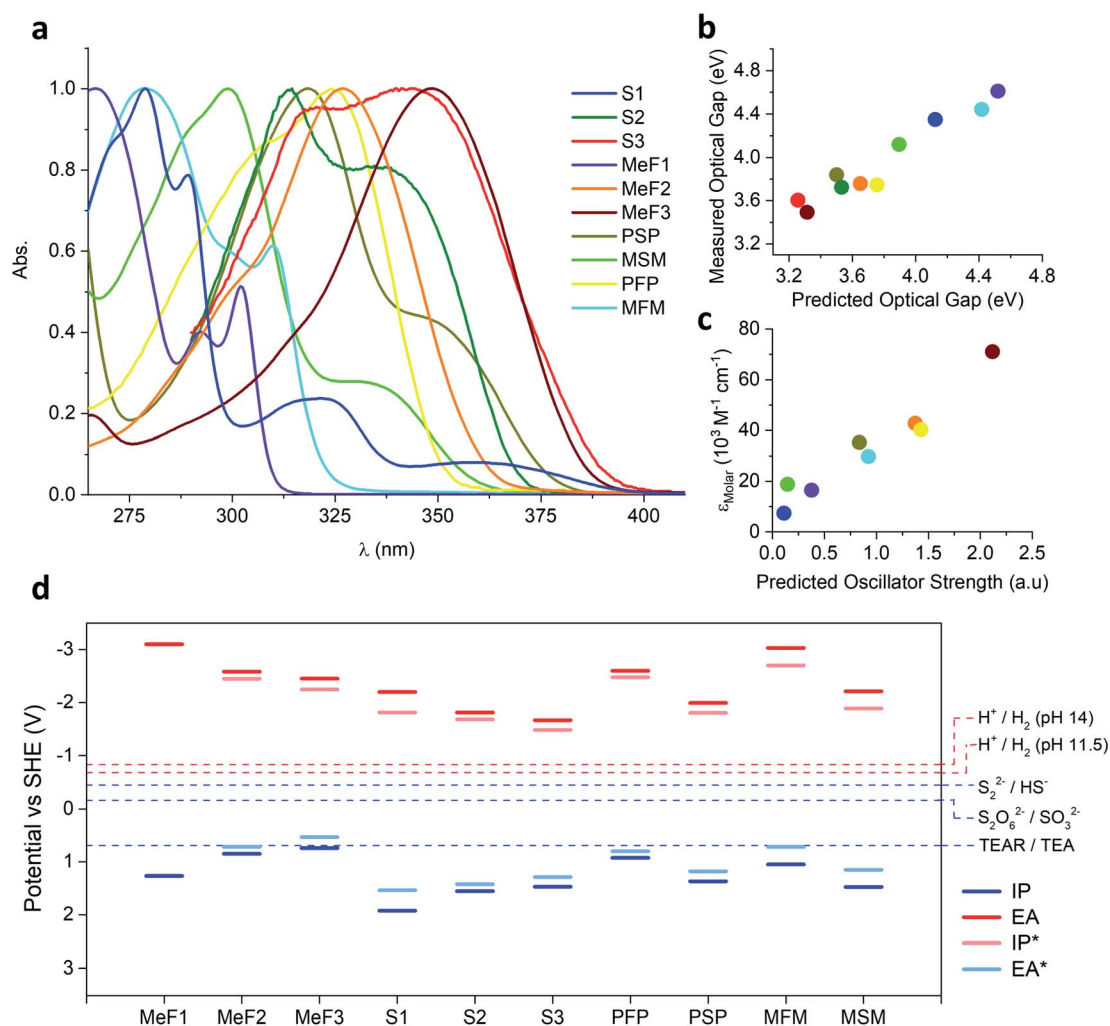 a
Abs.
1.0
0.8
0.6
0.4
0.2
0.0
275
300
325
350
375
400
λ (nm)
S1
S2
S3
MeF1
MeF2
MeF3
PSP
MSM
PFP
MFM
b
Measured Optical Gap (eV)
4.8
4.4
4.0
3.6
3.2
3.2
3.6
4.0
4.4
4.8
Predicted Optical Gap (eV)
c
εMolar (10³ M⁻¹ cm⁻¹)
80
60
40
20
0
0.0
0.5
1.0
1.5
2.0
2.5
Predicted Oscillator Strength (a.u)
d
Potential vs SHE (V)
-3
-2
-1
0
1
2
3
H⁺ / H₂ (pH 14)
H⁺ / H₂ (pH 11.5)
S₂²⁻ / HS⁻
S₂O₆²⁻ / SO₃²⁻
TEAR / TEA
IP
EA
IP*
EA*
MeF1
MeF2
MeF3
S1
S2
S3
PFP
PSP
MFM
MSM